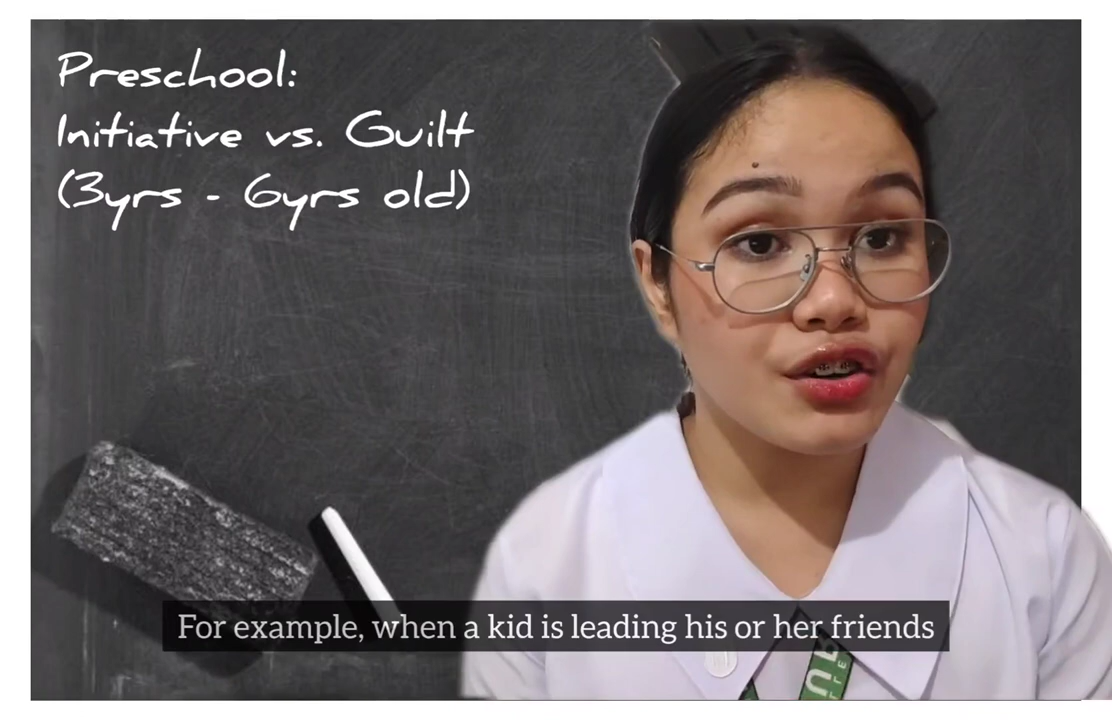 Preschool:
Initiative vs. Guilt
(3yrs - 6yrs old)
For example, when a kid is leading his or her friends